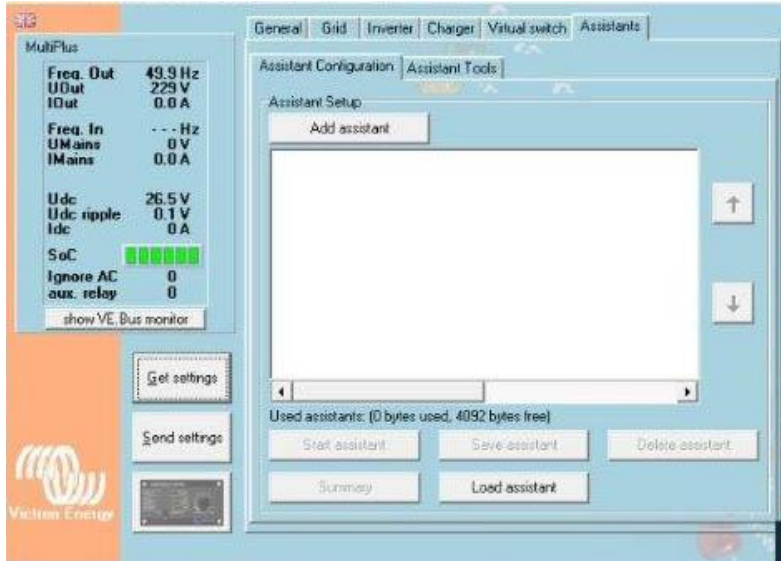 MultiPlus
Freq. Out 49.9 Hz
UOut 229 V
IOut 0.0 A
Freq. In - - - Hz
UMains 0 V
IMains 0.0 A
Udc 26.5 V
Udc ripple 0.1 V
Idc 0 A
SoC
Ignore AC 0
aux. relay 0
show VE.Bus monitor
Get settings
Send settings
Victron Energy
General Grid Inverter Charger Virtual switch Assistants
Assistant Configuration Assistant Tools
Assistant Setup
Add assistant
↑
↓
Used assistants: (0 bytes used, 4092 bytes free)
Start assistant Save assistant Delete assistant
Summary Load assistant